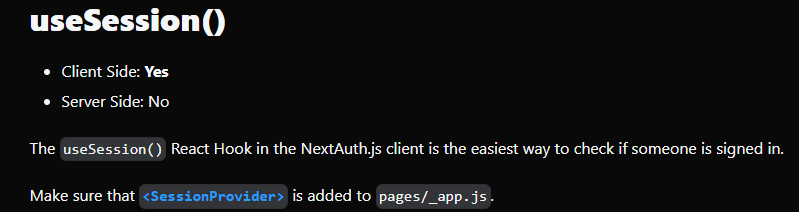 useSession()
• Client Side: Yes
• Server Side: No
The useSession() React Hook in the NextAuth.js client is the easiest way to check if someone is signed in.
Make sure that <SessionProvider> is added to pages/_app.js.